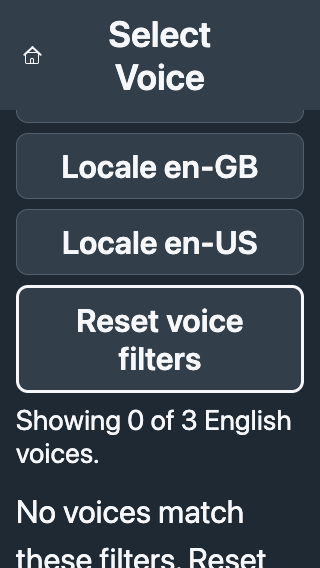 Select
Voice
Locale en-GB
Locale en-US
Reset voice
filters
Showing 0 of 3 English
voices.
No voices match
these filters. Reset